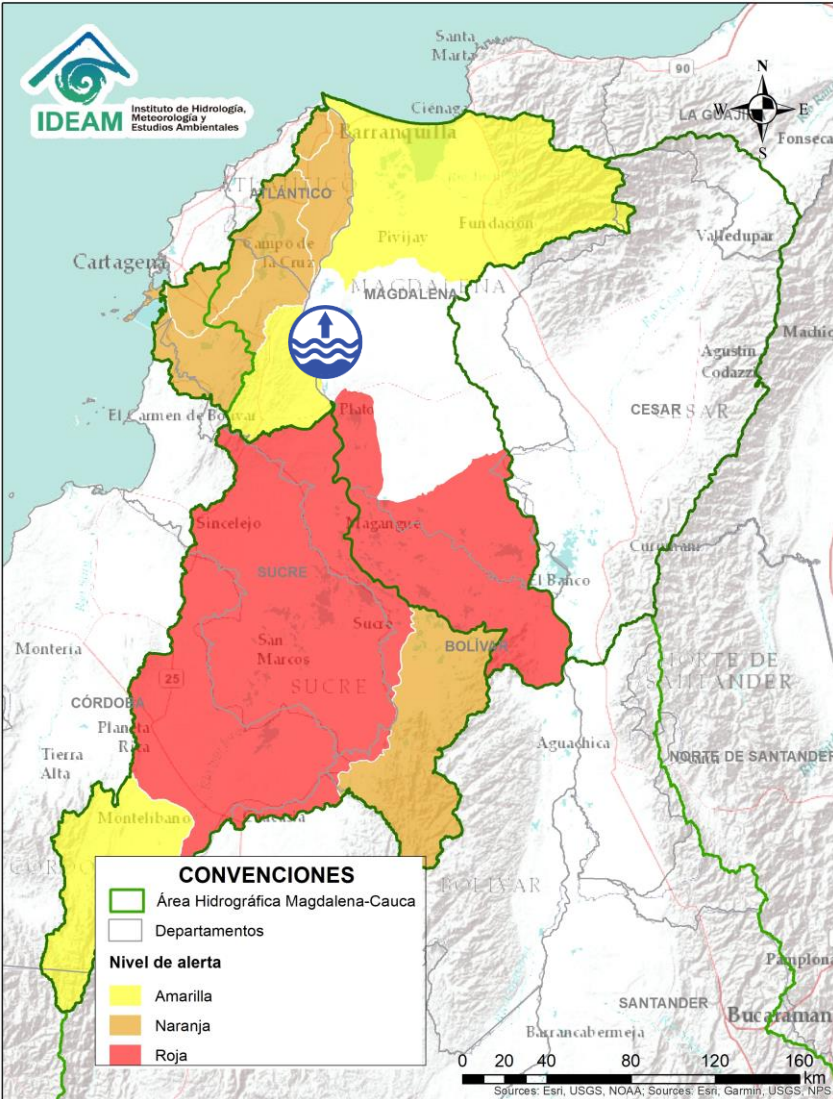 IDEAM
Instituto de Hidrología,
Meteorología y
Estudios Ambientales
Santa
Marta
90
N
W
E
S
Ciénaga
LA GUAJIRA
Fonseca
Barranquilla
ATLÁNTICO
Fundación
Pivijay
Valledupar
Campo de
la Cruz
Cartagena
MAGDALENA
MAGDALENA
Agustín
Codazzi
El Carmen de Bolívar
Plato
CESAR
CESAR
Sincelejo
Magangué
SUCRE
El Banco
Sucre
San
Marcos
BOLÍVAR
Montería
SUCRE
NORTE DE
SANTANDER
25
CÓRDOBA
Planeta
Rica
Tierra
Alta
Aguachica
NORTE DE SANTANDER
Montelíbano
BOLÍVAR
CONVENCIONES
Área Hidrográfica Magdalena-Cauca
Departamentos
Nivel de alerta
Amarilla
Naranja
Roja
Pamplona
SANTANDER
Bucaraman
Barrancabermeja
0 20 40 80 120 160
km
Sources: Esri, USGS, NOAA; Sources: Esri, Garmin, USGS, NPS